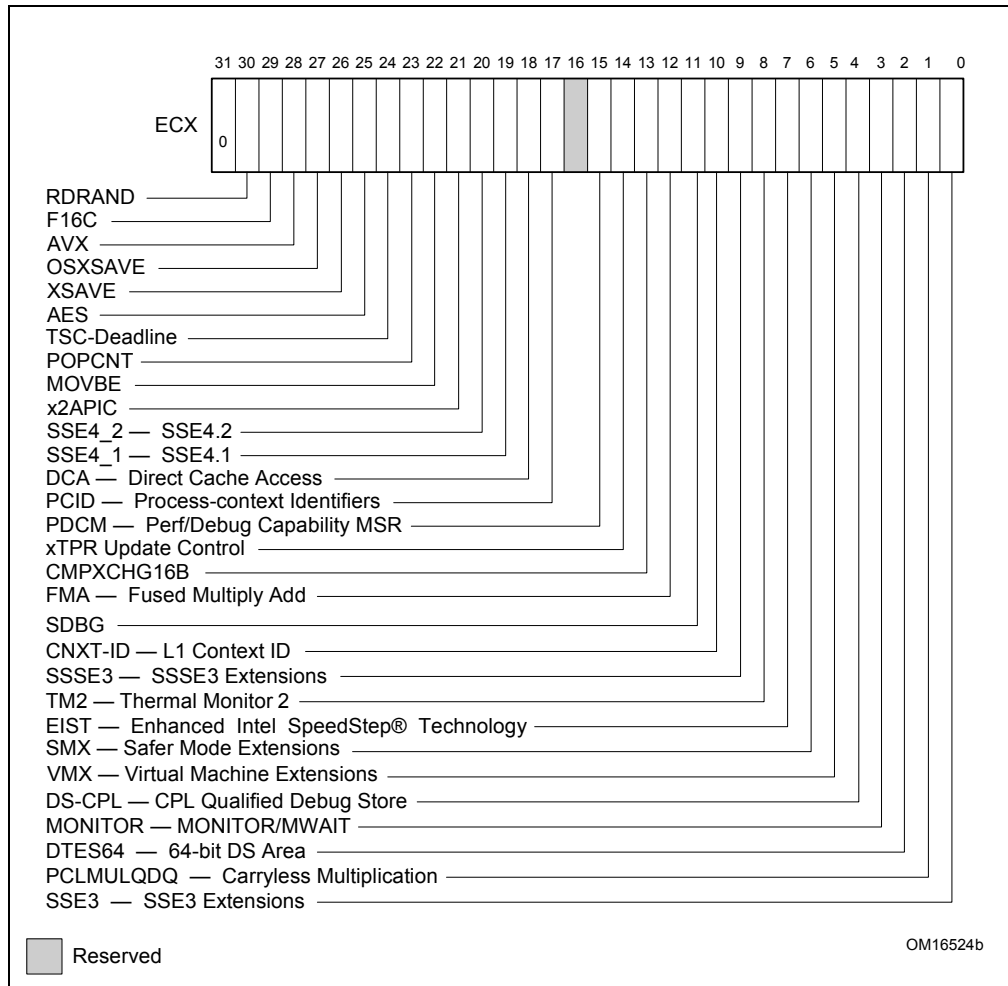 31 30 29 28 27 26 25 24 23 22 21 20 19 18 17 16 15 14 13 12 11 10 9 8 7 6 5 4 3 2 1 0
ECX
0
RDRAND
F16C
AVX
OSXSAVE
XSAVE
AES
TSC-Deadline
POPCNT
MOVBE
x2APIC
SSE4_2 — SSE4.2
SSE4_1 — SSE4.1
DCA — Direct Cache Access
PCID — Process-context Identifiers
PDCM — Perf/Debug Capability MSR
xTPR Update Control
CMPXCHG16B
FMA — Fused Multiply Add
SDBG
CNXT-ID — L1 Context ID
SSSE3 — SSSE3 Extensions
TM2 — Thermal Monitor 2
EIST — Enhanced Intel SpeedStep® Technology
SMX — Safer Mode Extensions
VMX — Virtual Machine Extensions
DS-CPL — CPL Qualified Debug Store
MONITOR — MONITOR/MWAIT
DTES64 — 64-bit DS Area
PCLMULQDQ — Carryless Multiplication
SSE3 — SSE3 Extensions
Reserved
OM16524b